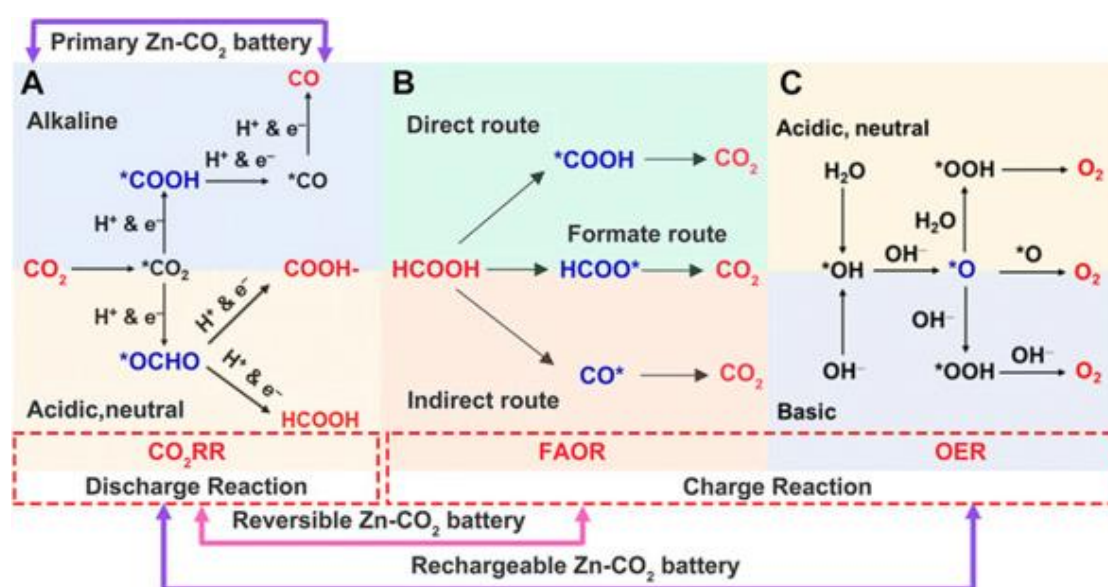 Primary Zn-CO₂ battery
A
Alkaline
CO
H⁺ & e⁻
H⁺ & e⁻
*COOH
*CO
H⁺ & e⁻
CO₂
*CO₂
COOH-
H⁺ & e⁻
H⁺ & e⁻
*OCHO
H⁺ & e⁻
Acidic,neutral
HCOOH
CO₂RR
Discharge Reaction
B
Direct route
*COOH
CO₂
Formate route
HCOOH
HCOO*
CO₂
CO*
CO₂
Indirect route
FAOR
C
Acidic, neutral
H₂O
*OOH
O₂
H₂O
*OH
OH⁻
*O
*O
O₂
OH⁻
OH⁻
*OOH
OH⁻
O₂
Basic
OER
Charge Reaction
Reversible Zn-CO₂ battery
Rechargeable Zn-CO₂ battery